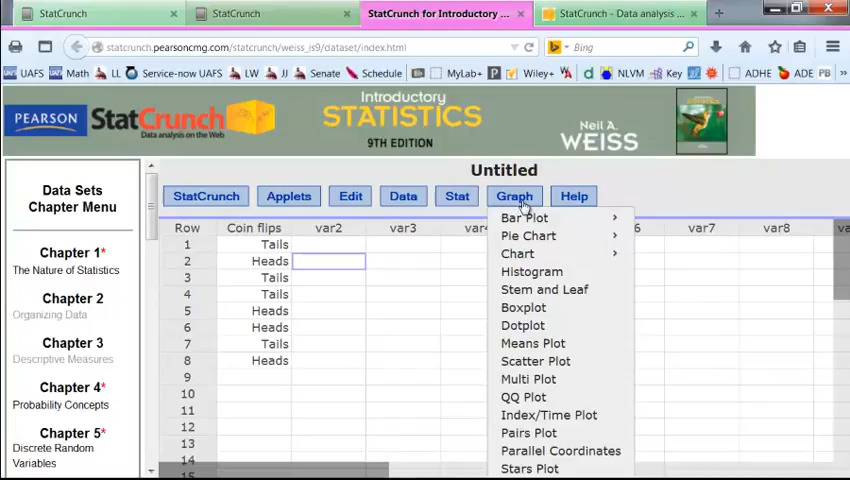 StatCrunch
StatCrunch
StatCrunch for Introductory ...
StatCrunch - Data analysis ...
statcrunch.pearsoncmg.com/statcrunch/weiss_is9/dataset/index.html
Bing
UAFS Math LL Service-now UAFS LW JJ Senate Schedule MyLab+ Wiley+ NLVM Key ADHE ADE PB
PEARSON
StatCrunch
Data analysis on the Web
Introductory
STATISTICS
9TH EDITION
Neil A.
WEISS
Data Sets
Chapter Menu
Chapter 1*
The Nature of Statistics
Chapter 2
Organizing Data
Chapter 3
Descriptive Measures
Chapter 4*
Probability Concepts
Chapter 5*
Discrete Random
Variables
Untitled
StatCrunch Applets Edit Data Stat Graph Help
Row Coin flips var2 var3 var4 6 var7 var8 va
1 Tails
2 Heads
3 Tails
4 Tails
5 Heads
6 Heads
7 Tails
8 Heads
9
10
11
12
13
14
15
Bar Plot
Pie Chart
Chart
Histogram
Stem and Leaf
Boxplot
Dotplot
Means Plot
Scatter Plot
Multi Plot
QQ Plot
Index/Time Plot
Pairs Plot
Parallel Coordinates
Stars Plot